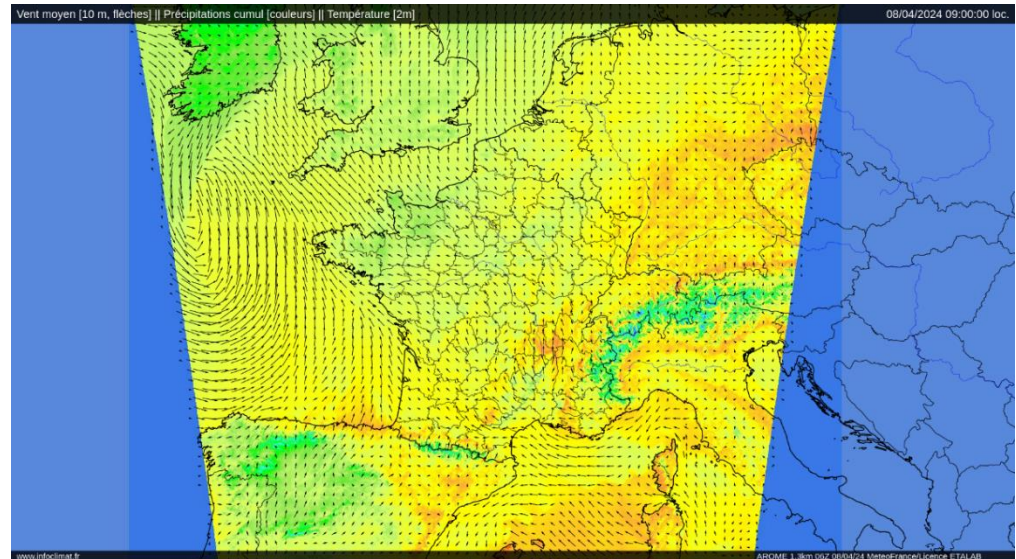 Vent moyen [10 m, flèches] || Précipitations cumul [couleurs] || Température [2m]
08/04/2024 09:00:00 loc.
www.infoclimat.fr
AROME 1.3km 06Z 08/04/24 MeteoFrance/Licence ETALAB